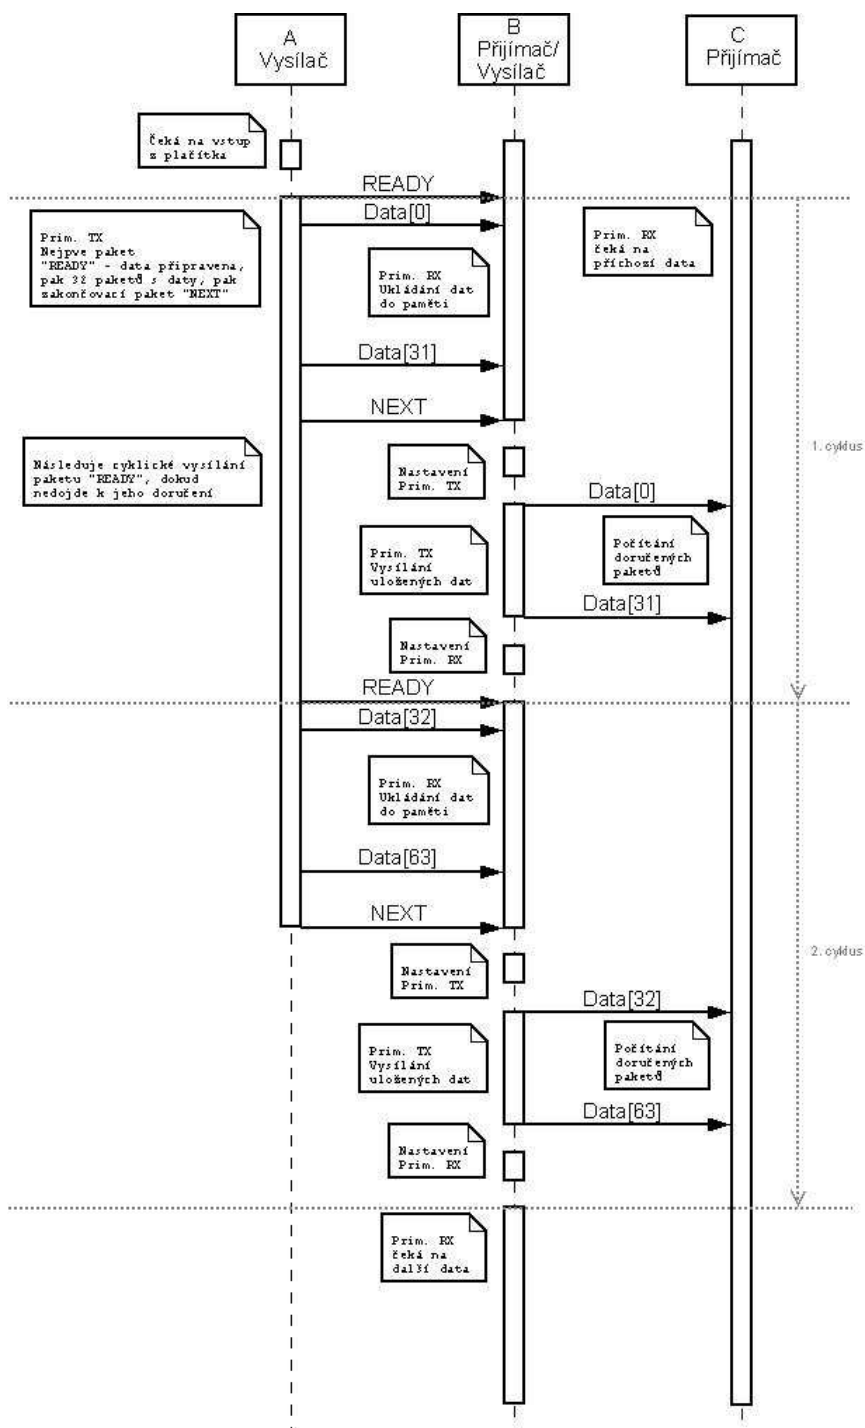 A
Vysílač
B
Přijímač/
Vysílač
C
Přijímač
Čeká na vstup
z plačítka
READY
Data[0]
Prim. TX
Nejpve paket
"READY" - data připravena,
pak 32 paketů s daty, pak
zakončovací paket "NEXT"
Prim. RX
Ukládání dat
do paměti
Prim. RX
čeká na
příchozí data
Data[31]
NEXT
1.cyklus
Následuje cyklické vysílání
paketu "READY", dokud
nedojde k jeho doručení
Nastavení
Prim. TX
Data[0]
Prim. TX
Vysílání
uložených dat
Počítání
doručených
paketů
Data[31]
Nastavení
Prim. RX
READY
Data[32]
Prim. RX
Ukládání dat
do paměti
Data[63]
NEXT
2.cyklus
Nastavení
Prim. TX
Data[32]
Prim. TX
Vysílání
uložených dat
Počítání
doručených
paketů
Data[63]
Nastavení
Prim. RX
Prim. RX
čeká na
další data